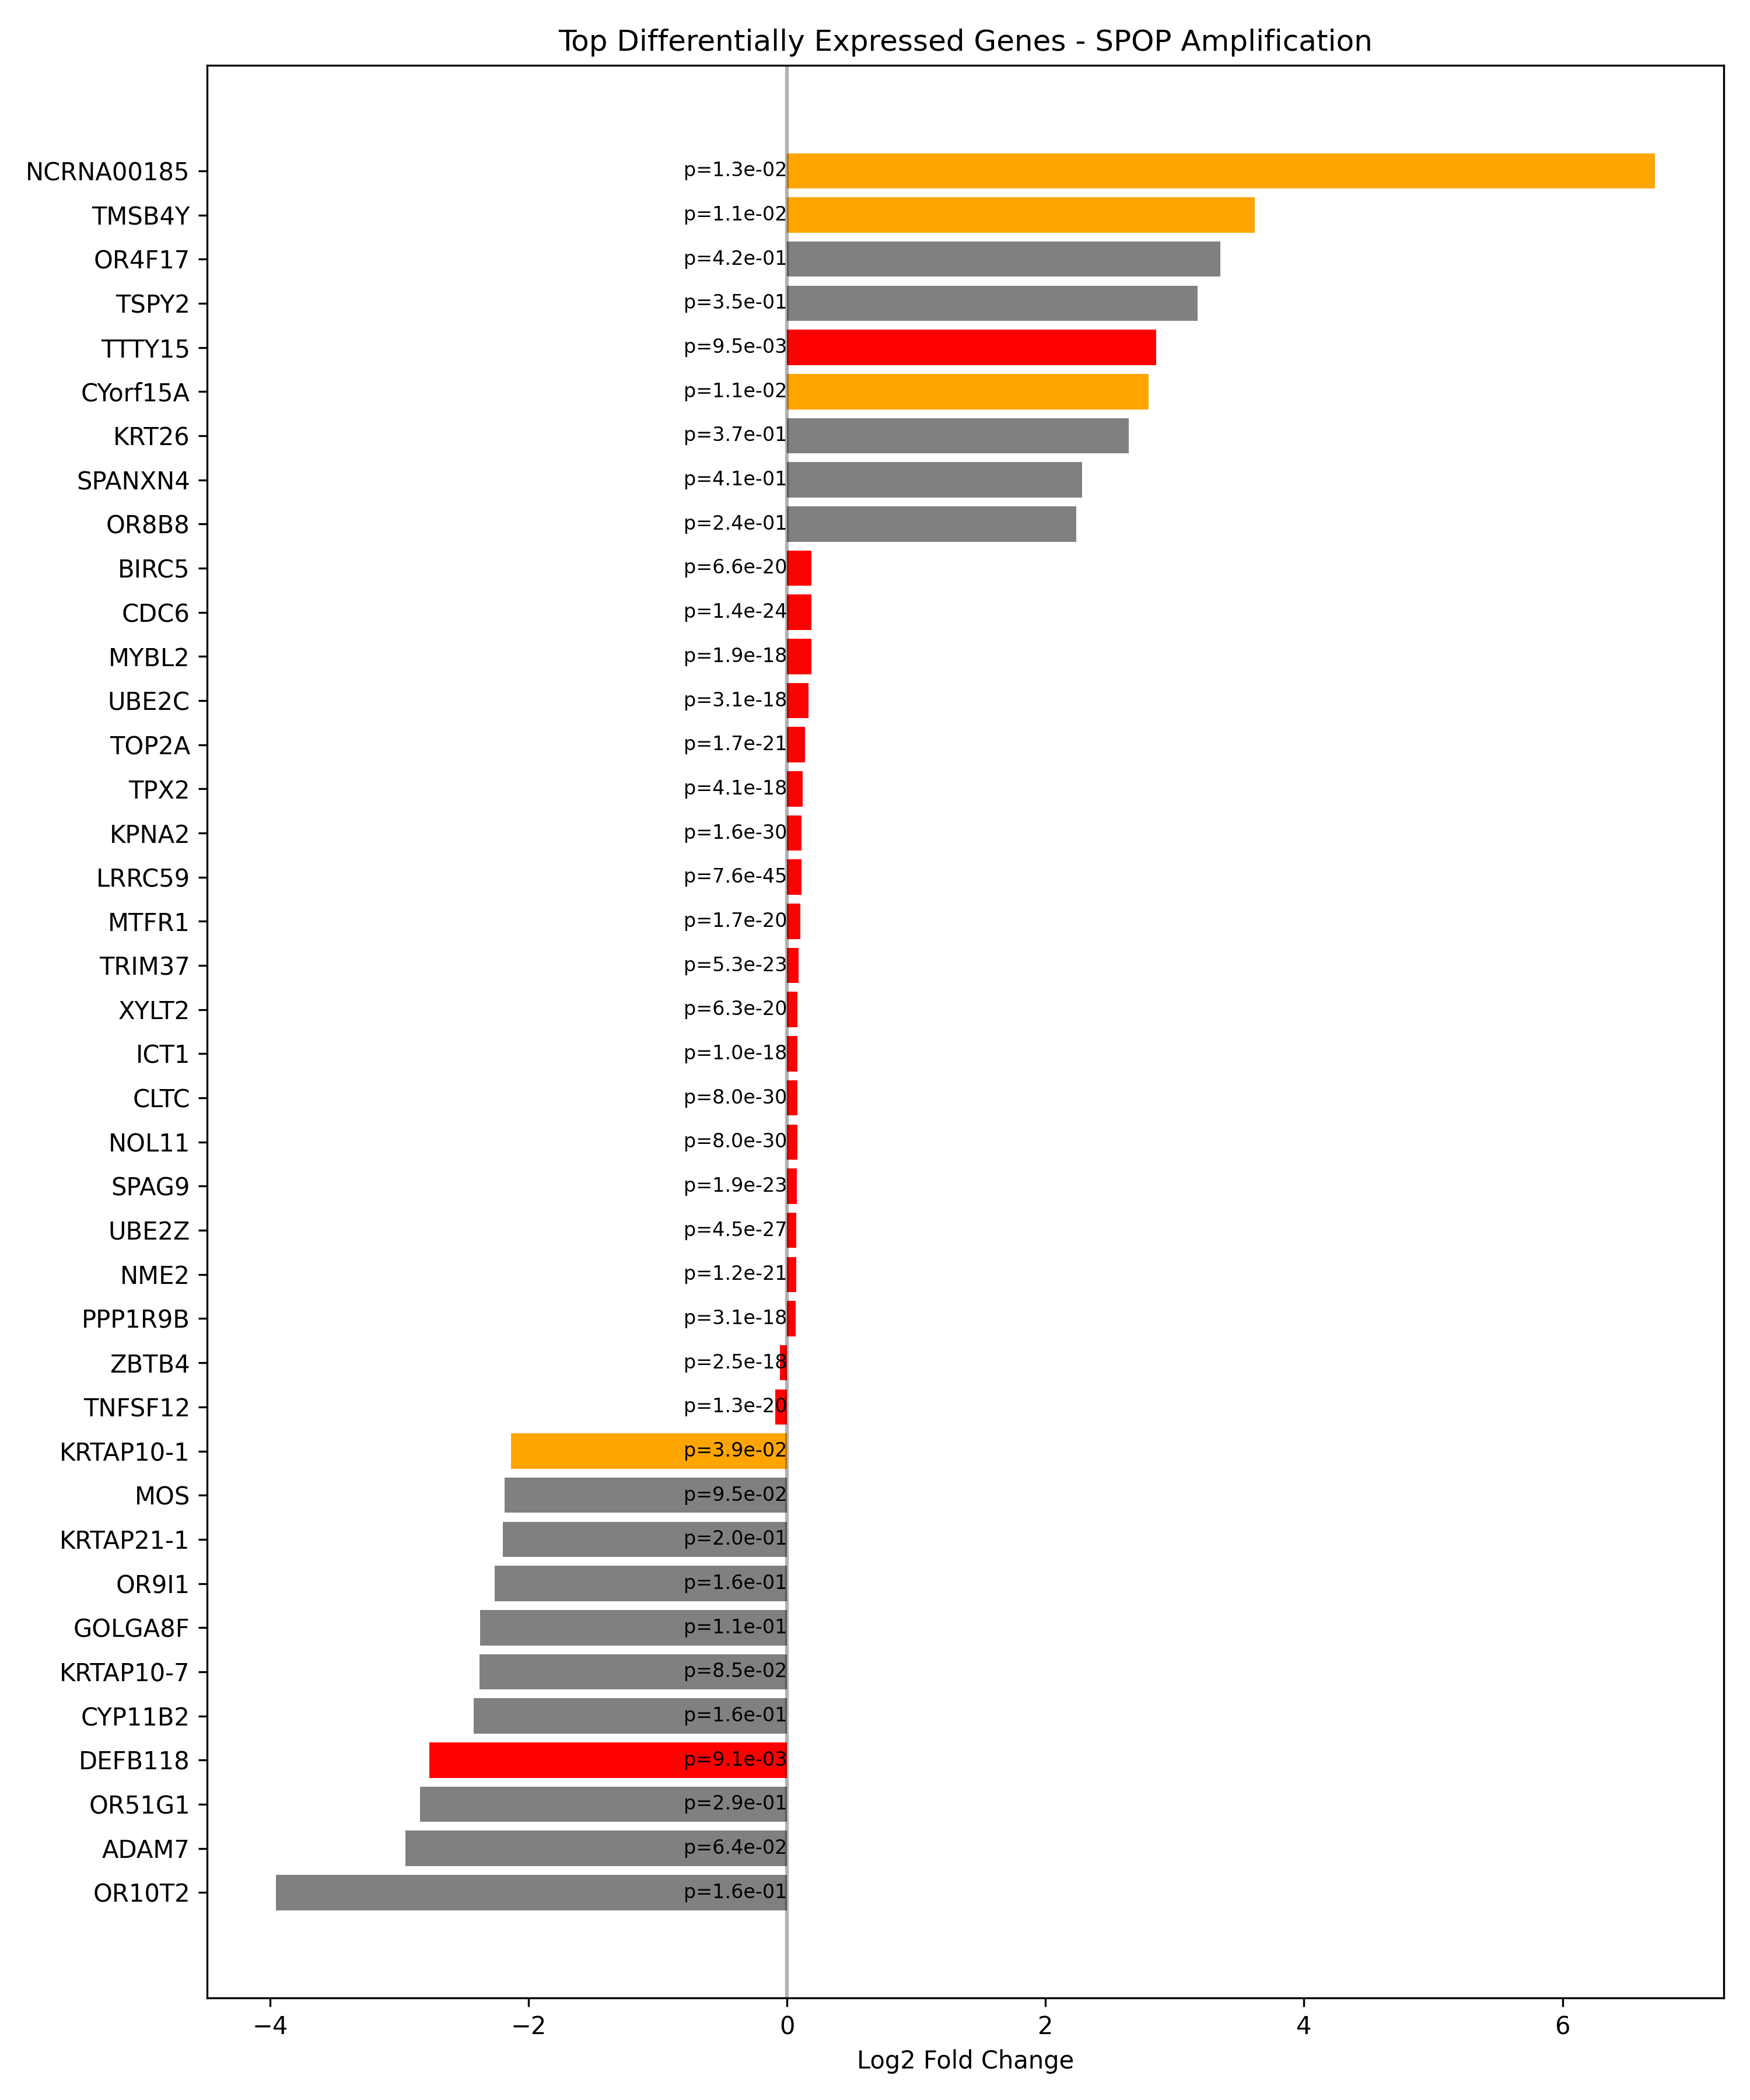 Top Differentially Expressed Genes - SPOP Amplification
NCRNA00185 p=1.3e-02
TMSB4Y p=1.1e-02
OR4F17 p=4.2e-01
TSPY2 p=3.5e-01
TTTY15 p=9.5e-03
CYorf15A p=1.1e-02
KRT26 p=3.7e-01
SPANXN4 p=4.1e-01
OR8B8 p=2.4e-01
BIRC5 p=6.6e-20
CDC6 p=1.4e-24
MYBL2 p=1.9e-18
UBE2C p=3.1e-18
TOP2A p=1.7e-21
TPX2 p=4.1e-18
KPNA2 p=1.6e-30
LRRC59 p=7.6e-45
MTFR1 p=1.7e-20
TRIM37 p=5.3e-23
XYLT2 p=6.3e-20
ICT1 p=1.0e-18
CLTC p=8.0e-30
NOL11 p=8.0e-30
SPAG9 p=1.9e-23
UBE2Z p=4.5e-27
NME2 p=1.2e-21
PPP1R9B p=3.1e-18
ZBTB4 p=2.5e-18
TNFSF12 p=1.3e-20
KRTAP10-1 p=3.9e-02
MOS p=9.5e-02
KRTAP21-1 p=2.0e-01
OR9I1 p=1.6e-01
GOLGA8F p=1.1e-01
KRTAP10-7 p=8.5e-02
CYP11B2 p=1.6e-01
DEFB118 p=9.1e-03
OR51G1 p=2.9e-01
ADAM7 p=6.4e-02
OR10T2 p=1.6e-01
−4 −2 0 2 4 6
Log2 Fold Change